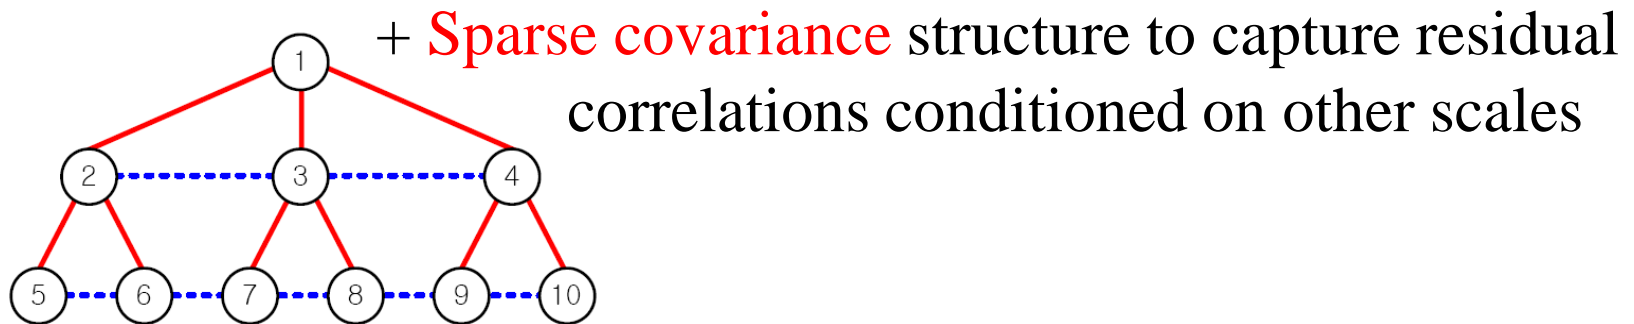 + Sparse covariance structure to capture residual
correlations conditioned on other scales
1
2 3 4
5 6 7 8 9 10